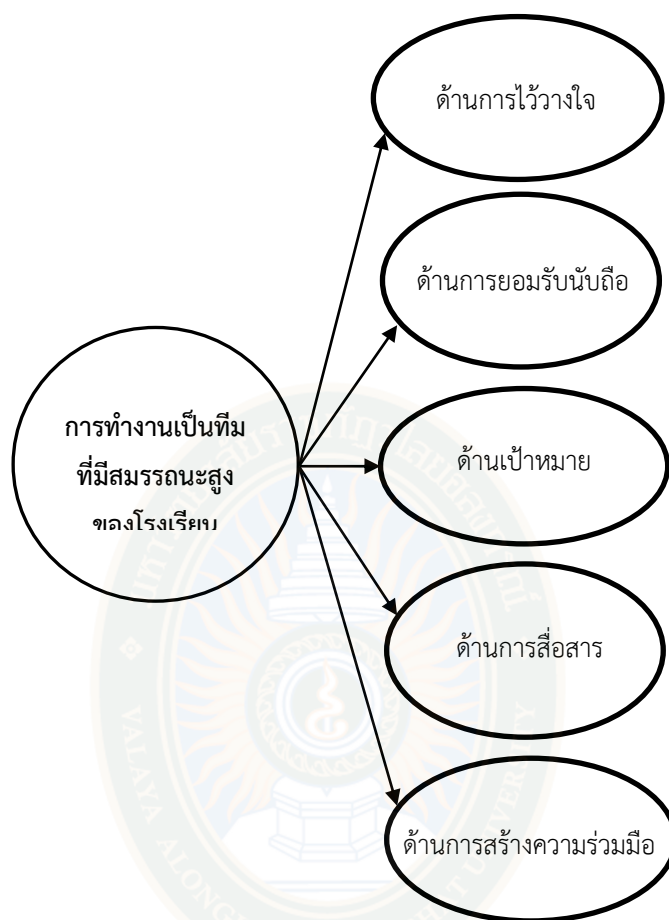 ด้านการไว้วางใจ
ด้านการยอมรับนับถือ
การทำงานเป็นทีม
ที่มีสมรรถนะสูง
ของโรงเรียน
ด้านเป้าหมาย
ด้านการสื่อสาร
ด้านการสร้างความร่วมมือ
VALAYA